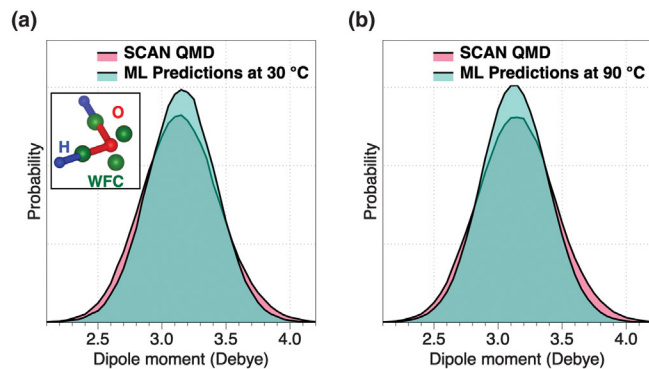 (a)
SCAN QMD
ML Predictions at 30 °C
O
H
WFC
Probability
2.5 3.0 3.5 4.0
Dipole moment (Debye)
(b)
SCAN QMD
ML Predictions at 90 °C
Probability
2.5 3.0 3.5 4.0
Dipole moment (Debye)